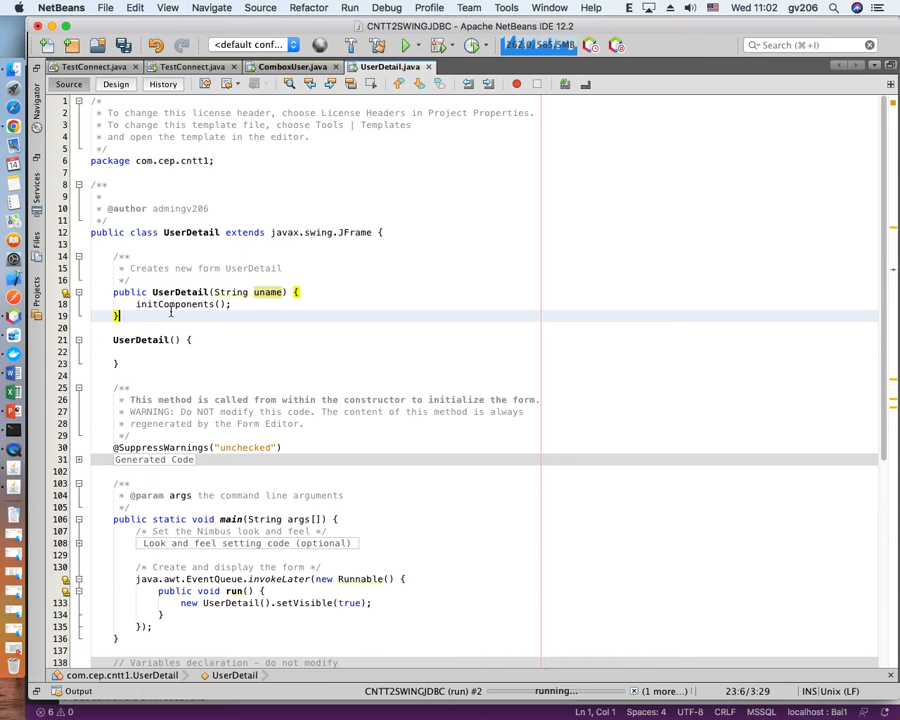 NetBeans File Edit View Navigate Source Refactor Run Debug Profile Team Tools Window Help Wed 11:02 gv206
CNTT2SWINGJDBC - Apache NetBeans IDE 12.2
<default conf... 262.0/585.5MB Search (⌘+I)
TestConnect.java TestConnect.java ComboxUser.java UserDetail.java
Source Design History
Navigator
Services
Files
Projects
1 /*
2 * To change this license header, choose License Headers in Project Properties.
3 * To change this template file, choose Tools | Templates
4 * and open the template in the editor.
5 */
6 package com.cep.cntt1;
7
8 /**
9 *
10 * @author admingv206
11 */
12 public class UserDetail extends javax.swing.JFrame {
13
14 /**
15 * Creates new form UserDetail
16 */
public UserDetail(String uname) {
18 initComponents();
19 }
20
21 UserDetail() {
22
23 }
24
25 /**
26 * This method is called from within the constructor to initialize the form.
27 * WARNING: Do NOT modify this code. The content of this method is always
28 * regenerated by the Form Editor.
29 */
30 @SuppressWarnings("unchecked")
31 Generated Code
102
103 /**
104 * @param args the command line arguments
105 */
106 public static void main(String args[]) {
107 /* Set the Nimbus look and feel */
108 Look and feel setting code (optional)
129
130 /* Create and display the form */
java.awt.EventQueue.invokeLater(new Runnable() {
public void run() {
133 new UserDetail().setVisible(true);
134 }
135 });
136 }
137
138 // Variables declaration - do not modify
com.cep.cntt1.UserDetail UserDetail
Output CNTT2SWINGJDBC (run) #2 running... (1 more...) 23:6/3:29 INS Unix (LF)
6 0 Ln 1, Col 1 Spaces: 4 UTF-8 CRLF MSSQL localhost : Bai1